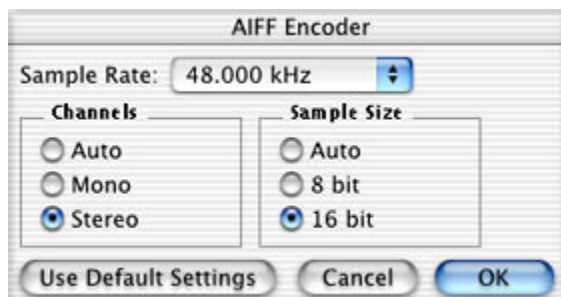 AIFF Encoder
Sample Rate: 48.000 kHz
Channels
Auto
Mono
Stereo
Sample Size
Auto
8 bit
16 bit
Use Default Settings Cancel OK